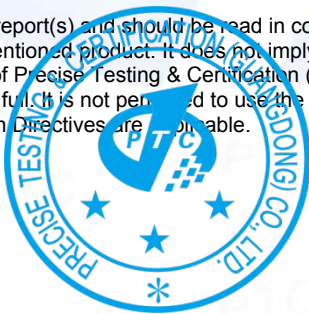 report(s) and should be read in co
entioned product. It does not imply
of Precise Testing & Certification (
full. It is not permitted to use the
n Directives are applicable.
PRECISE TESTING & CERTIFICATION (GUANGDONG) CO., LTD.
PTC